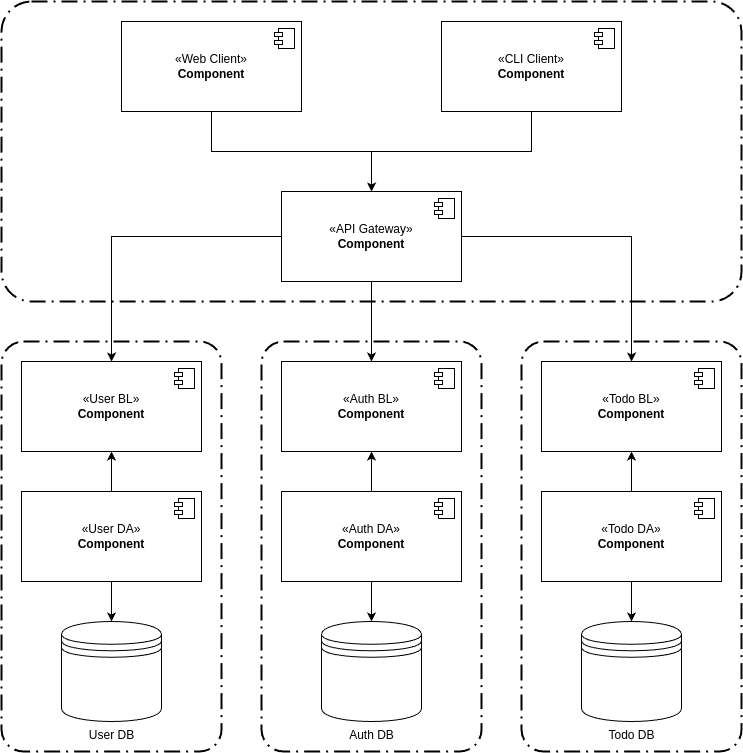 «Web Client»
Component
«CLI Client»
Component
«API Gateway»
Component
«User BL»
Component
«Auth BL»
Component
«Todo BL»
Component
«User DA»
Component
«Auth DA»
Component
«Todo DA»
Component
User DB
Auth DB
Todo DB